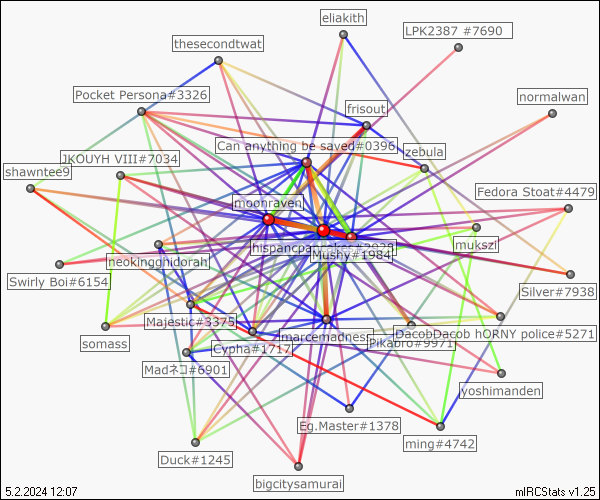 eliakith
LPK2387 #7690
thesecondtwat
Pocket Persona#3326
normalwan
frisout
Can anything be saved#0396
zebula
JKOUYH VIII#7034
shawntee9
Fedora Stoat#4479
moonraven
mukszi
Mushy#1984
neokingghidorah
Swirly Boi#6154
Silver#7938
Majestic#3375
somass
marcemadness
DacobDacob hORNY police#5271
Pikabro#9971
Cypha#1717
Madネコ#6901
yoshimanden
Eg.Master#1378
ming#4742
Duck#1245
bigcitysamurai
5.2.2024 12:07
mIRCStats v1.25